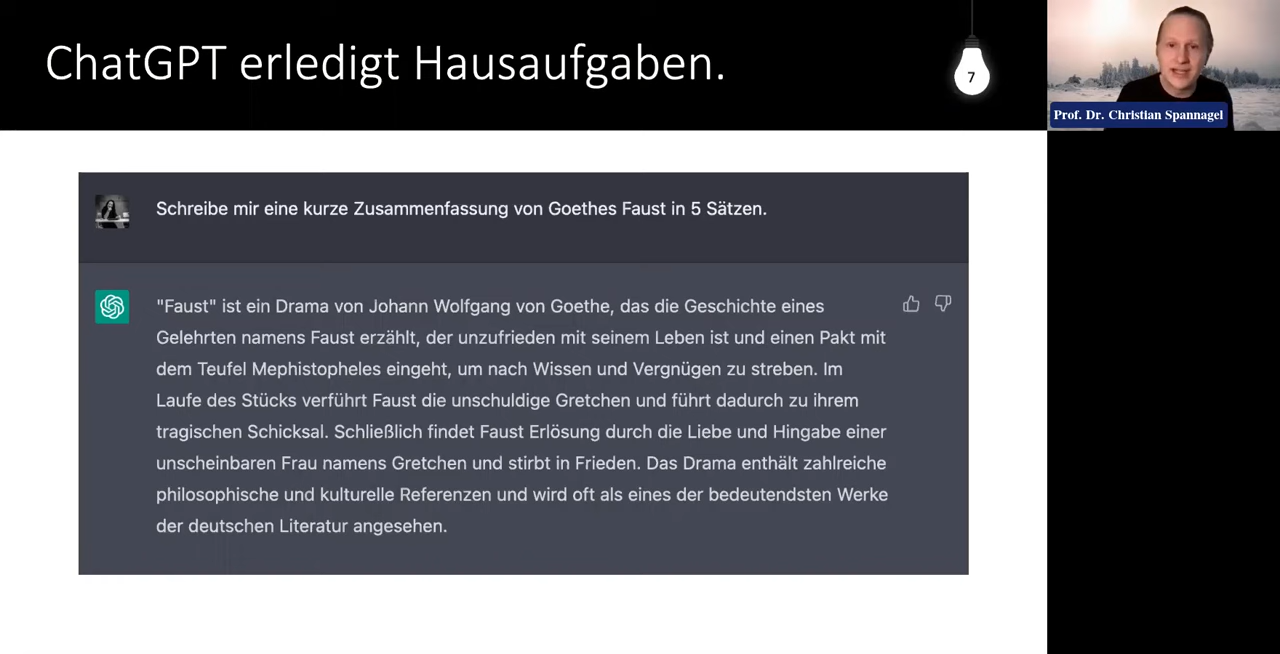 ChatGPT erledigt Hausaufgaben.
7
Prof. Dr. Christian Spannagel
Schreibe mir eine kurze Zusammenfassung von Goethes Faust in 5 Sätzen.
"Faust" ist ein Drama von Johann Wolfgang von Goethe, das die Geschichte eines
Gelehrten namens Faust erzählt, der unzufrieden mit seinem Leben ist und einen Pakt mit
dem Teufel Mephistopheles eingeht, um nach Wissen und Vergnügen zu streben. Im
Laufe des Stücks verführt Faust die unschuldige Gretchen und führt dadurch zu ihrem
tragischen Schicksal. Schließlich findet Faust Erlösung durch die Liebe und Hingabe einer
unscheinbaren Frau namens Gretchen und stirbt in Frieden. Das Drama enthält zahlreiche
philosophische und kulturelle Referenzen und wird oft als eines der bedeutendsten Werke
der deutschen Literatur angesehen.